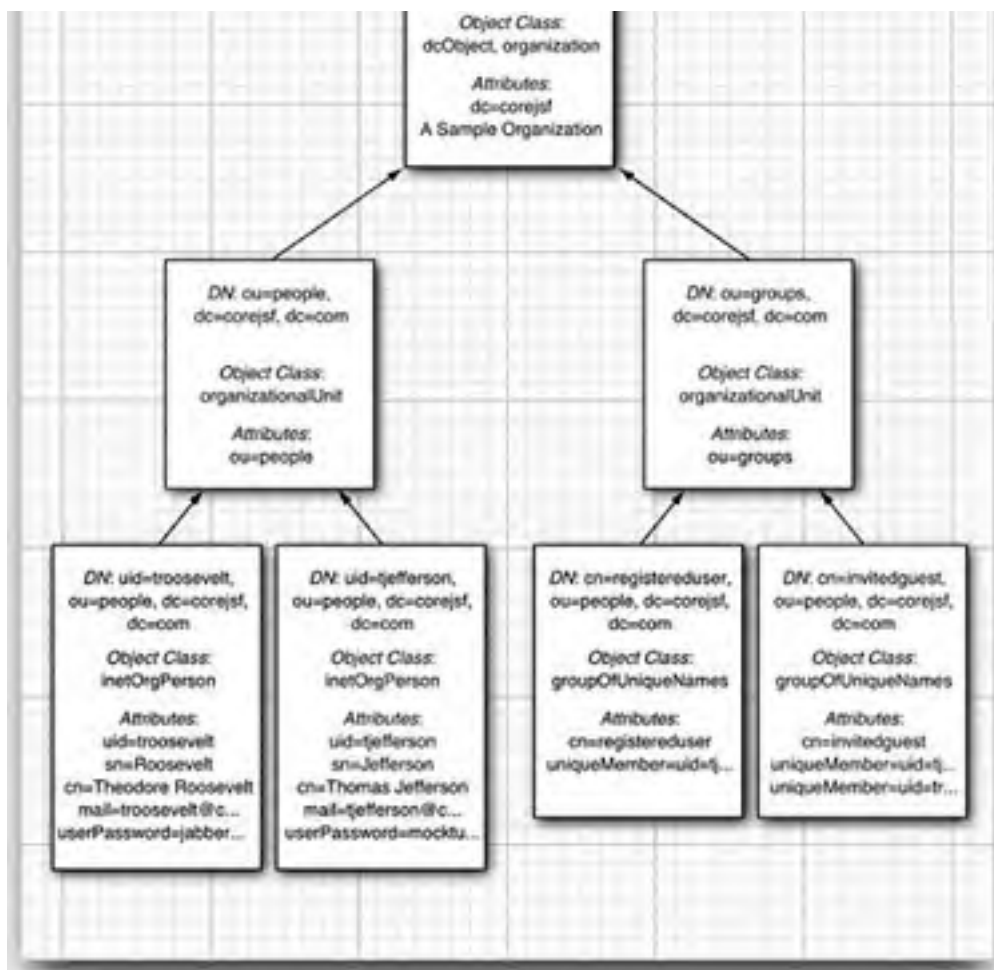 Object Class:
dcObject, organization
Attributes:
dc=corejsf
A Sample Organization
DN: ou=people,
dc=corejsf, dc=com
Object Class:
organizationalUnit
Attributes:
ou=people
DN: ou=groups,
dc=corejsf, dc=com
Object Class:
organizationalUnit
Attributes:
ou=groups
DN: uid=troosevelt,
ou=people, dc=corejsf,
dc=com
Object Class:
inetOrgPerson
Attributes:
uid=troosevelt
sn=Roosevelt
cn=Theodore Roosevelt
mail=troosevelt@c...
userPassword=jabber...
DN: uid=tjefferson,
ou=people, dc=corejsf,
dc=com
Object Class:
inetOrgPerson
Attributes:
uid=tjefferson
sn=Jefferson
cn=Thomas Jefferson
mail=tjefferson@c...
userPassword=mocktu...
DN: cn=registereduser,
ou=people, dc=corejsf,
dc=com
Object Class:
groupOfUniqueNames
Attributes:
cn=registereduser
uniqueMember=uid=tj...
DN: cn=invitedguest,
ou=people, dc=corejsf,
dc=com
Object Class:
groupOfUniqueNames
Attributes:
cn=invitedguest
uniqueMember=uid=tj...
uniqueMember=uid=tr...